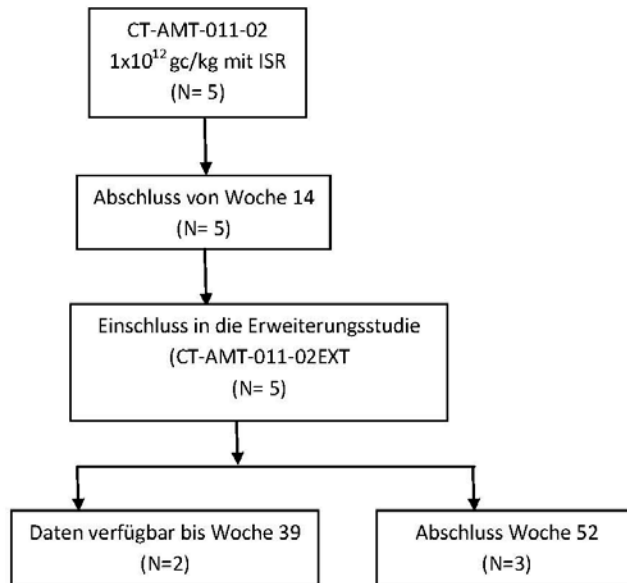 CT-AMT-011-02
1x10¹² gc/kg mit ISR
(N= 5)
Abschluss von Woche 14
(N= 5)
Einschluss in die Erweiterungsstudie
(CT-AMT-011-02EXT
(N= 5)
Daten verfügbar bis Woche 39
(N=2)
Abschluss Woche 52
(N=3)